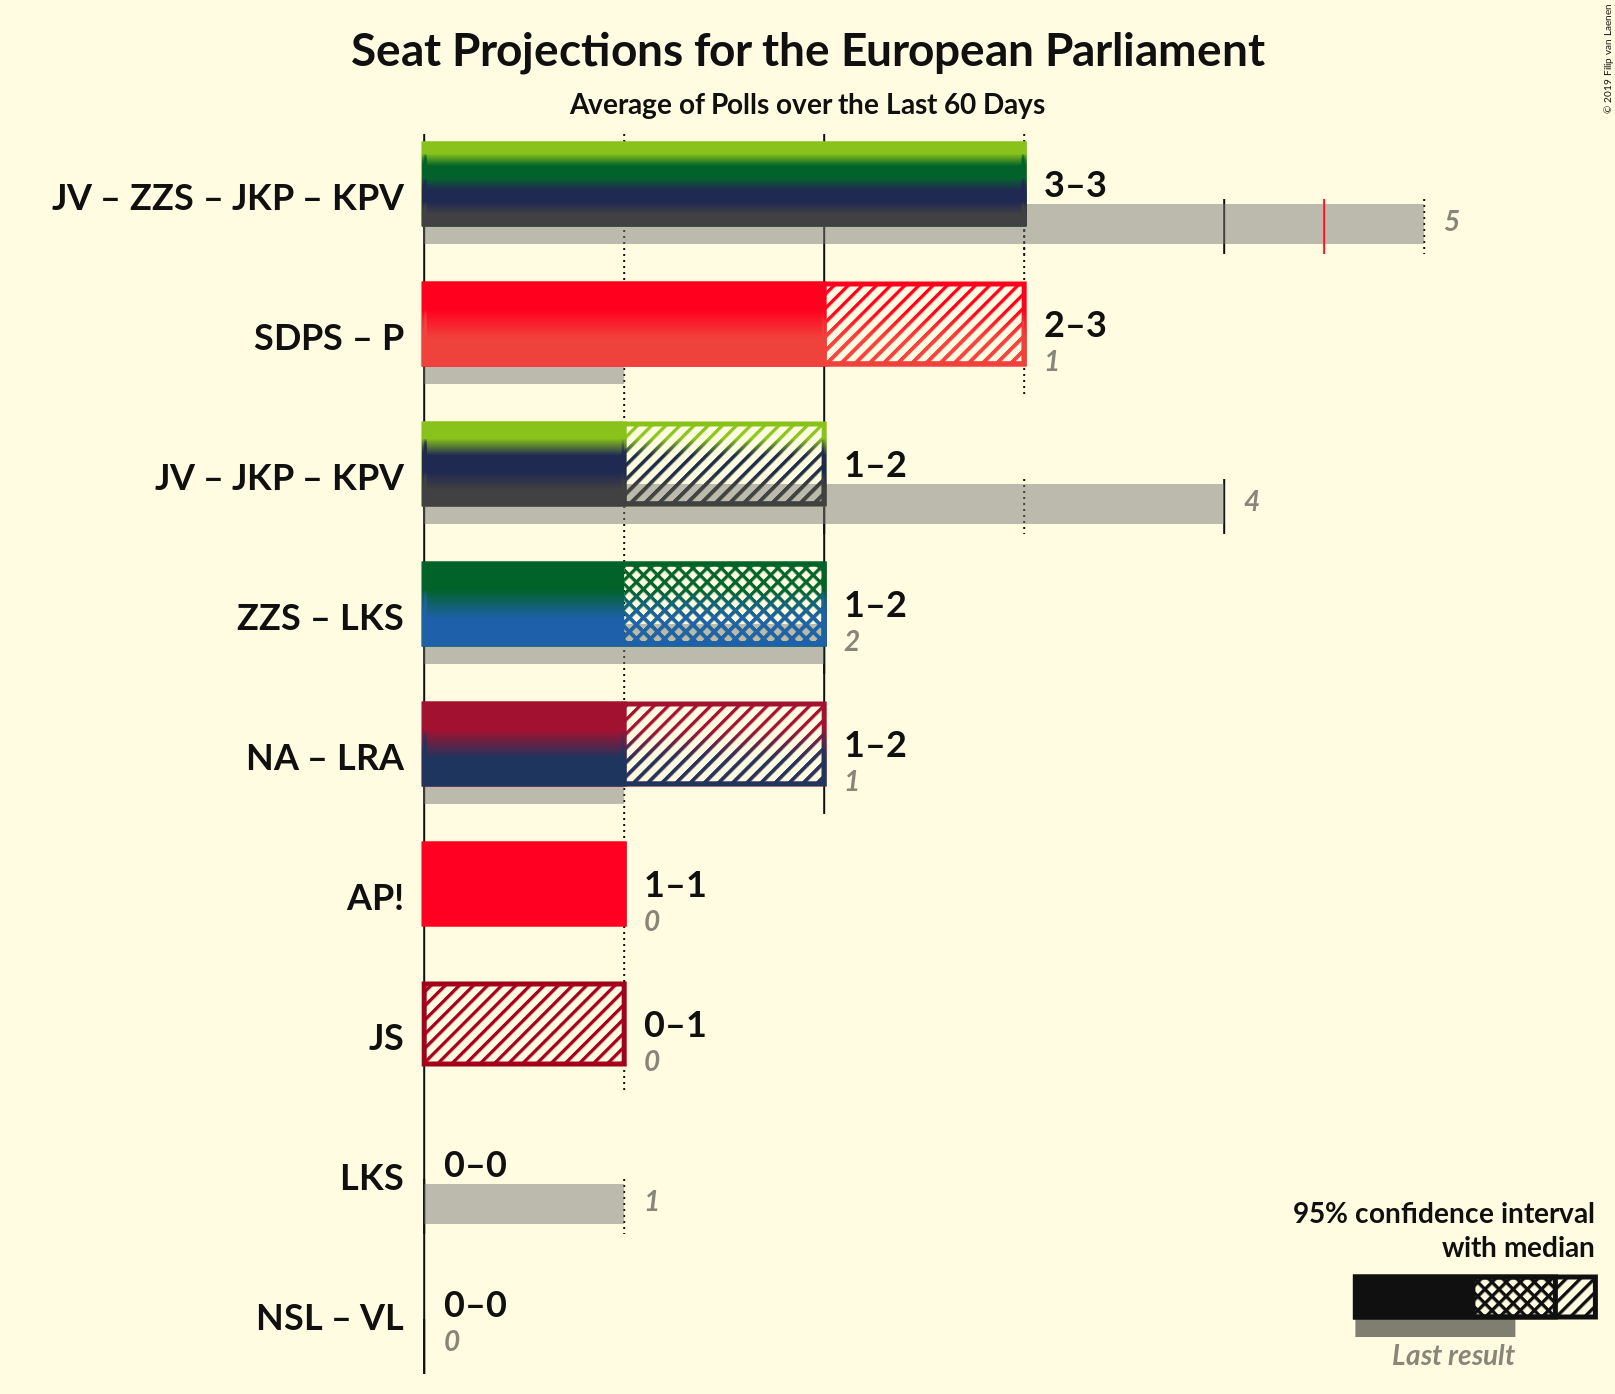 Seat Projections for the European Parliament
Average of Polls over the Last 60 Days
© 2019 Filip van Laenen
JV – ZZS – JKP – KPV
3–3
5
SDPS – P
2–3
1
JV – JKP – KPV
1–2
4
ZZS – LKS
1–2
2
NA – LRA
1–2
1
AP!
1–1
0
JS
0–1
0
LKS
0–0
1
NSL – VL
0–0
0
95% confidence interval
with median
Last result